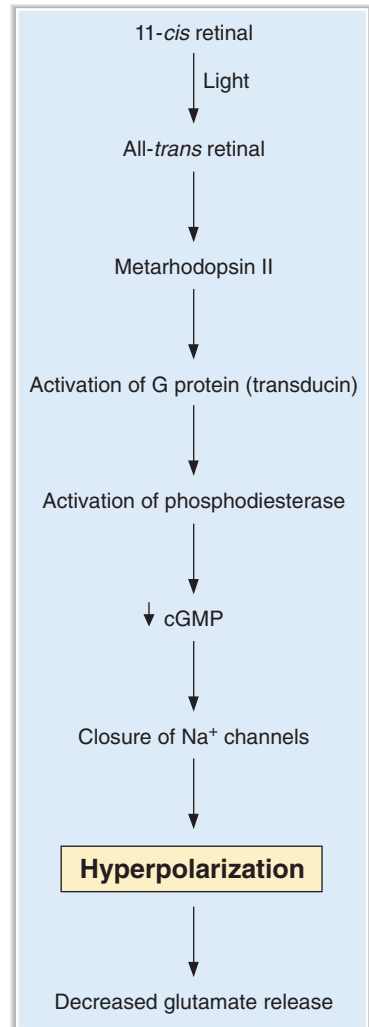 11-cis retinal
Light
All-trans retinal
Metarhodopsin II
Activation of G protein (transducin)
Activation of phosphodiesterase
↓ cGMP
Closure of Na⁺ channels
Hyperpolarization
Decreased glutamate release